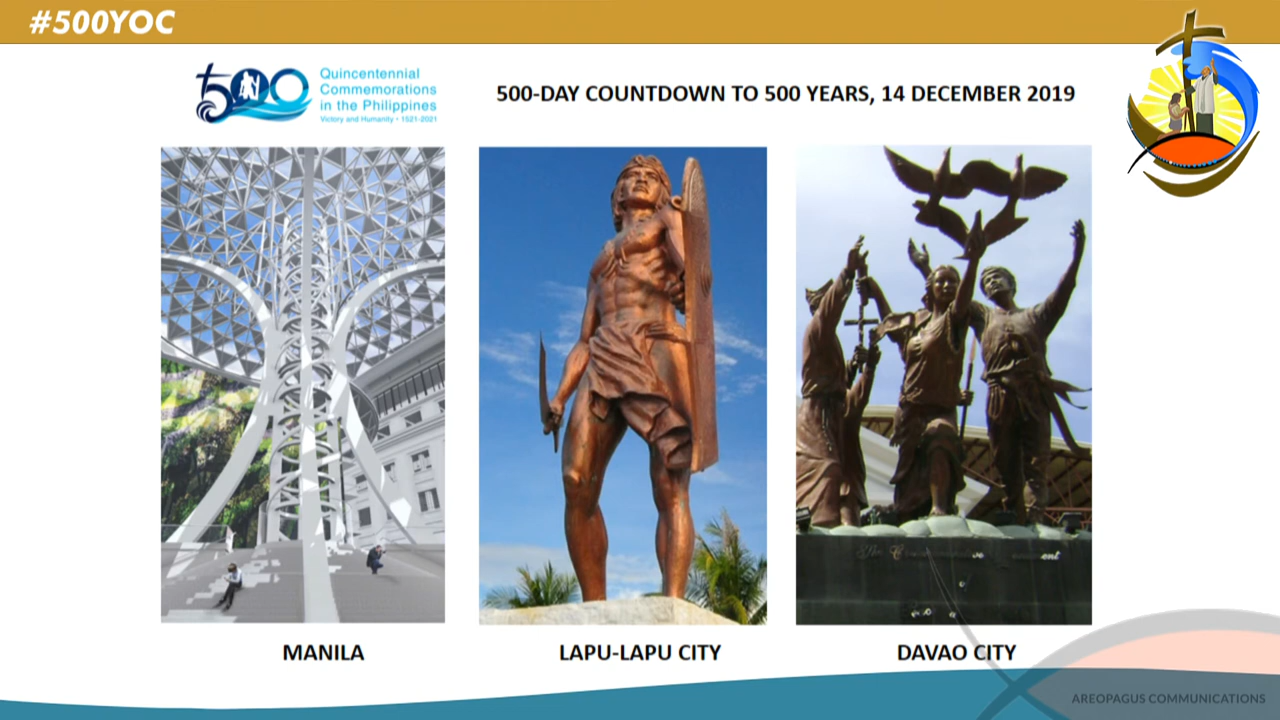 #500YOC
500
Quincentennial
Commemorations
in the Philippines
Victory and Humanity • 1521-2021
500-DAY COUNTDOWN TO 500 YEARS, 14 DECEMBER 2019
MANILA
LAPU-LAPU CITY
DAVAO CITY
AREOPAGUS COMMUNICATIONS